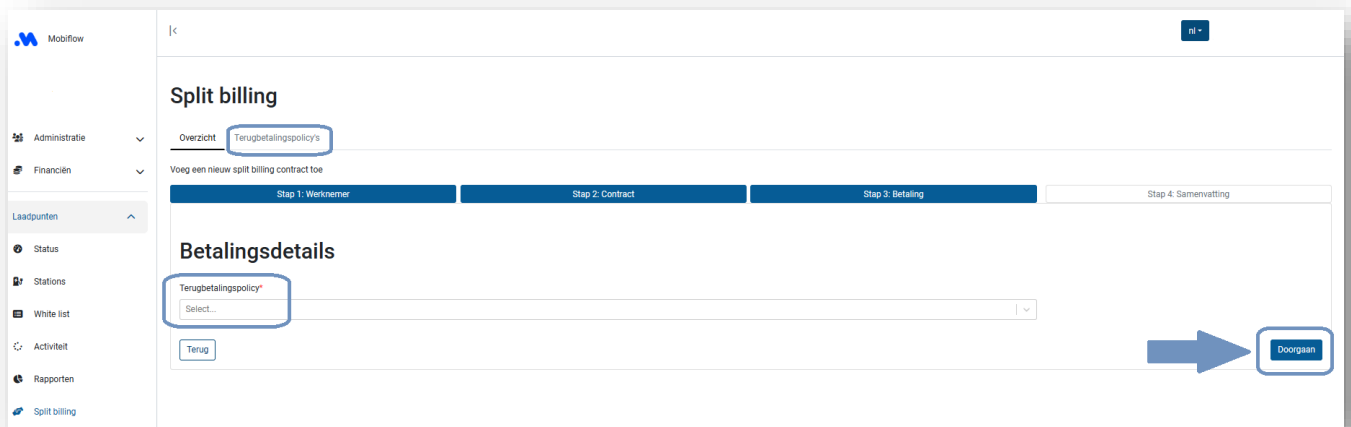 Mobiflow
nl
Split billing
Administratie
Overzicht Terugbetalingspolicy's
Financiën
Voeg een nieuw split billing contract toe
Stap 1: Werknemer Stap 2: Contract Stap 3: Betaling Stap 4: Samenvatting
Laadpunten
Betalingsdetails
Status
Stations
Terugbetalingspolicy*
Select...
White list
Activiteit
Terug Doorgaan
Rapporten
Split billing